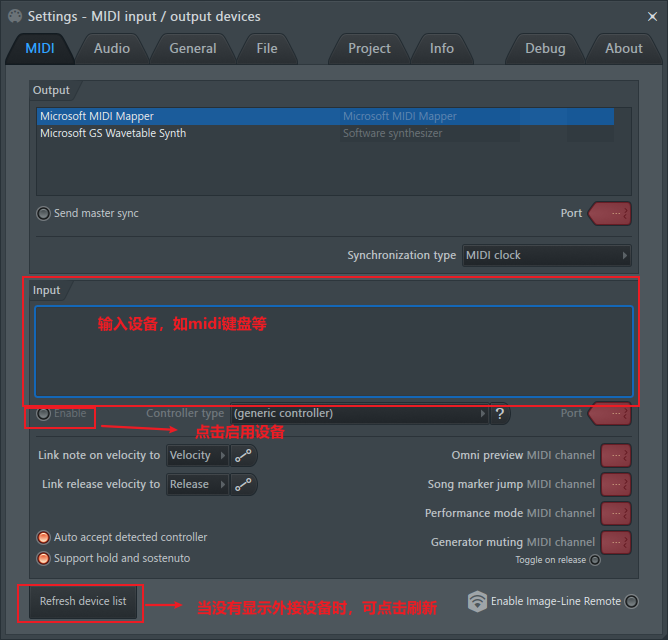 Settings - MIDI input / output devices
MIDI Audio General File Project Info Debug About
Output
Microsoft MIDI Mapper Microsoft MIDI Mapper
Microsoft GS Wavetable Synth Software synthesizer
Send master sync Port ---
Synchronization type MIDI clock
Input
输入设备，如midi键盘等
Enable Controller type (generic controller) ? Port ---
点击启用设备
Link note on velocity to Velocity Omni preview MIDI channel ---
Link release velocity to Release Song marker jump MIDI channel ---
Performance mode MIDI channel ---
Auto accept detected controller Generator muting MIDI channel ---
Support hold and sostenuto Toggle on release
Refresh device list 当没有显示外接设备时，可点击刷新 Enable Image-Line Remote